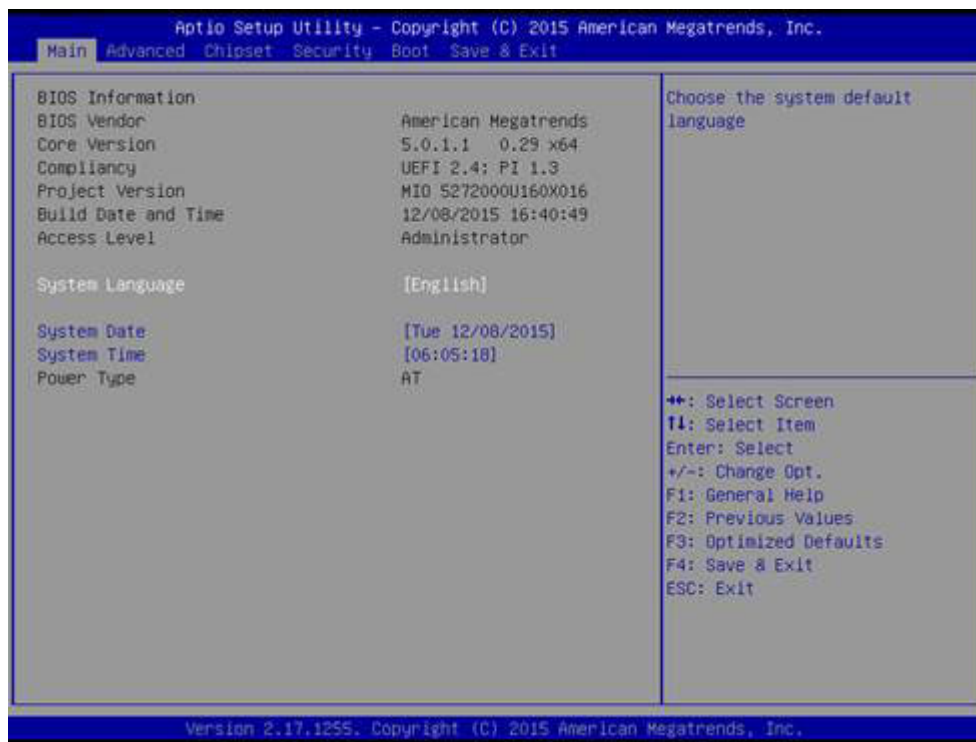 Aptio Setup Utility – Copyright (C) 2015 American Megatrends, Inc.
Main Advanced Chipset Security Boot Save & Exit
BIOS Information
BIOS Vendor American Megatrends
Core Version 5.0.1.1 0.29 x64
Compliancy UEFI 2.4; PI 1.3
Project Version MIO 5272000U160X016
Build Date and Time 12/08/2015 16:40:49
Access Level Administrator
System Language [English]
System Date [Tue 12/08/2015]
System Time [06:05:18]
Power Type AT
Choose the system default
language
→←: Select Screen
↑↓: Select Item
Enter: Select
+/-: Change Opt.
F1: General Help
F2: Previous Values
F3: Optimized Defaults
F4: Save & Exit
ESC: Exit
Version 2.17.1255. Copyright (C) 2015 American Megatrends, Inc.